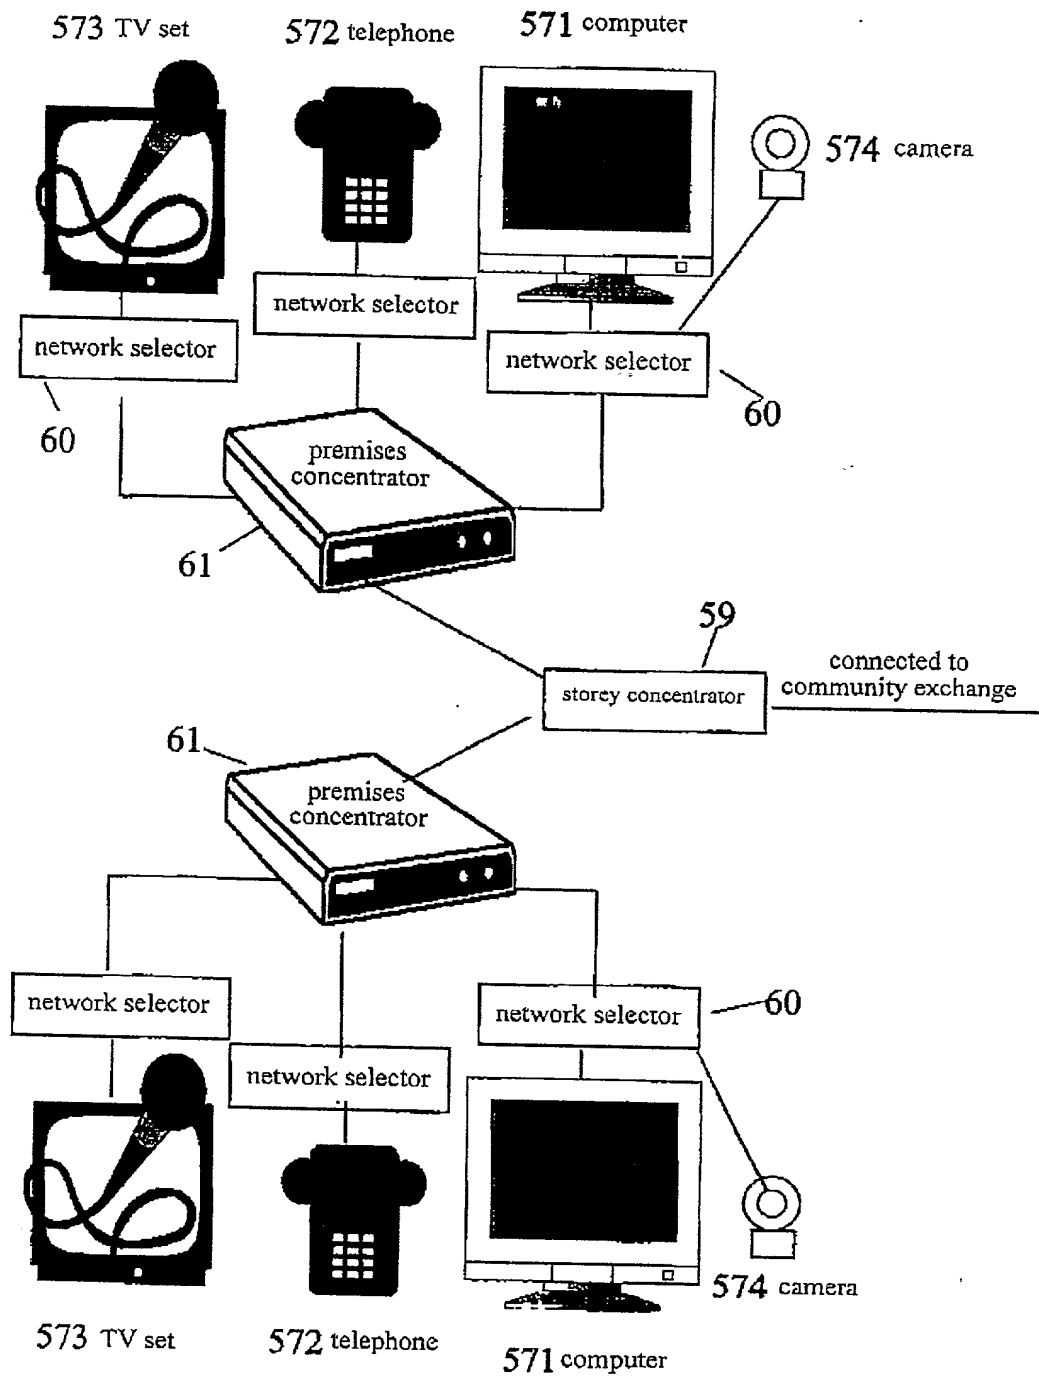 573 TV set
572 telephone
571 computer
574 camera
network selector
network selector
network selector
60
60
premises
concentrator
61
59
connected to
community exchange
storey concentrator
61
premises
concentrator
network selector
network selector
60
network selector
574 camera
573 TV set
572 telephone
571 computer